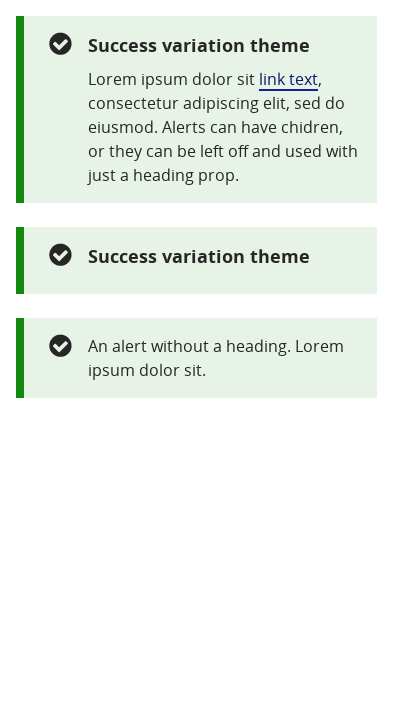 Success variation theme
Lorem ipsum dolor sit link text,
consectetur adipiscing elit, sed do
eiusmod. Alerts can have chidren,
or they can be left off and used with
just a heading prop.
Success variation theme
An alert without a heading. Lorem
ipsum dolor sit.